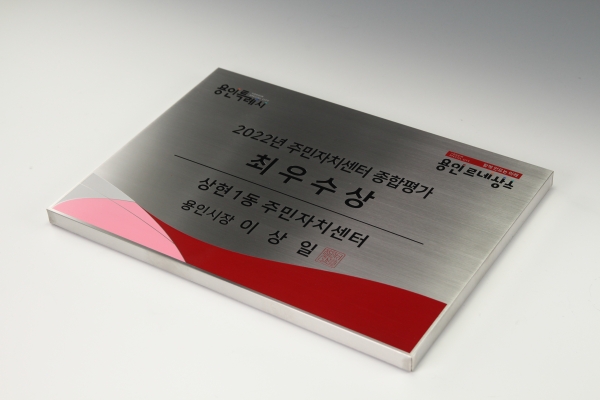 용인특례시
용인르네상스
2022년 주민자치센터 종합평가
최우수상
상현1동 주민자치센터
용인시장 이 상 일